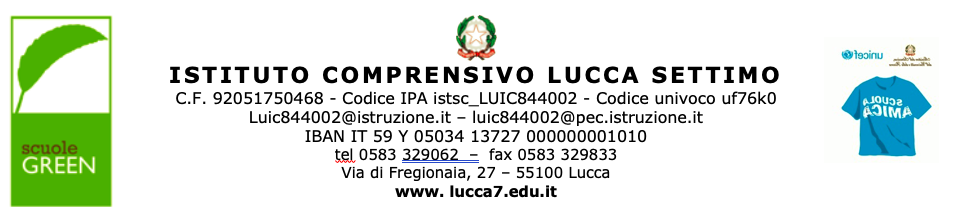 scuole
GREEN
ISTITUTO COMPRENSIVO LUCCA SETTIMO
C.F. 92051750468 - Codice IPA istsc_LUIC844002 - Codice univoco uf76k0
Luic844002@istruzione.it – luic844002@pec.istruzione.it
IBAN IT 59 Y 05034 13727 000000001010
tel 0583 329062 – fax 0583 329833
Via di Fregionaia, 27 – 55100 Lucca
www. lucca7.edu.it
unicef
SCUOLA
AMICA